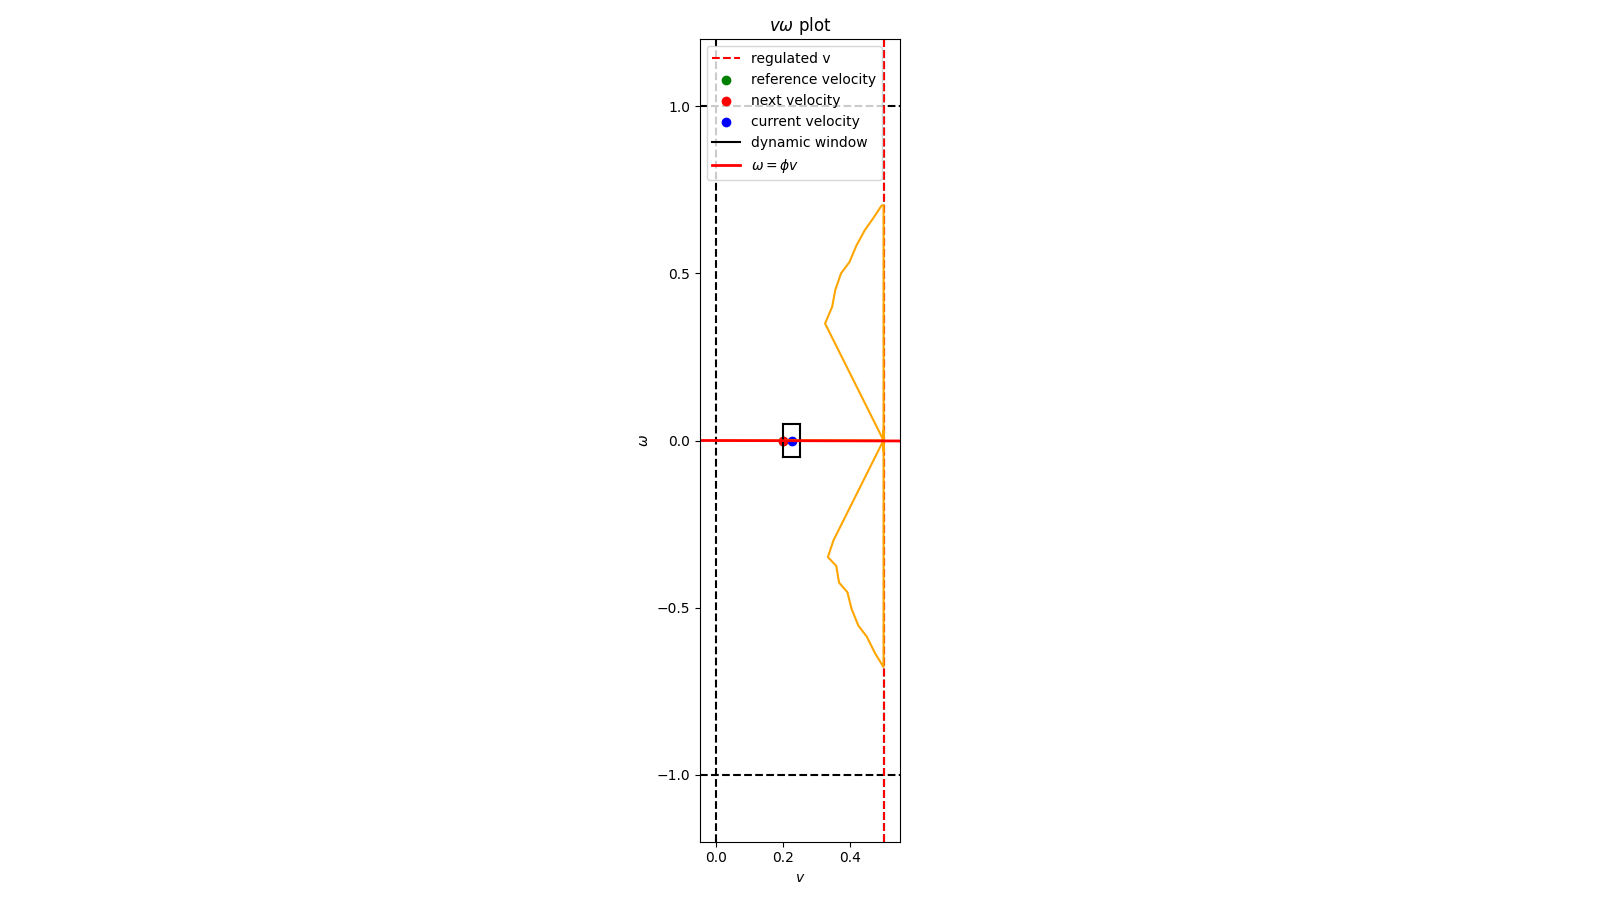 vω plot
regulated v
reference velocity
next velocity
current velocity
dynamic window
ω = ϕv
1.0
0.5
0.0
−0.5
−1.0
ω
0.0 0.2 0.4
v